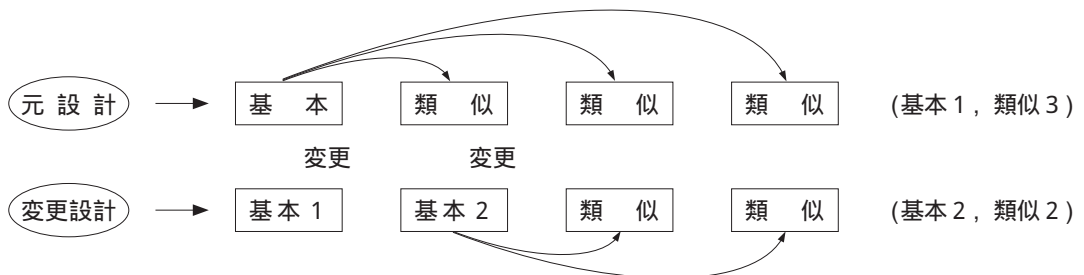 元 設 計 基 本 類 似 類 似 類 似 (基本1，類似3)
変更 変更
変更設計 基本 1 基本 2 類 似 類 似 (基本2，類似2)